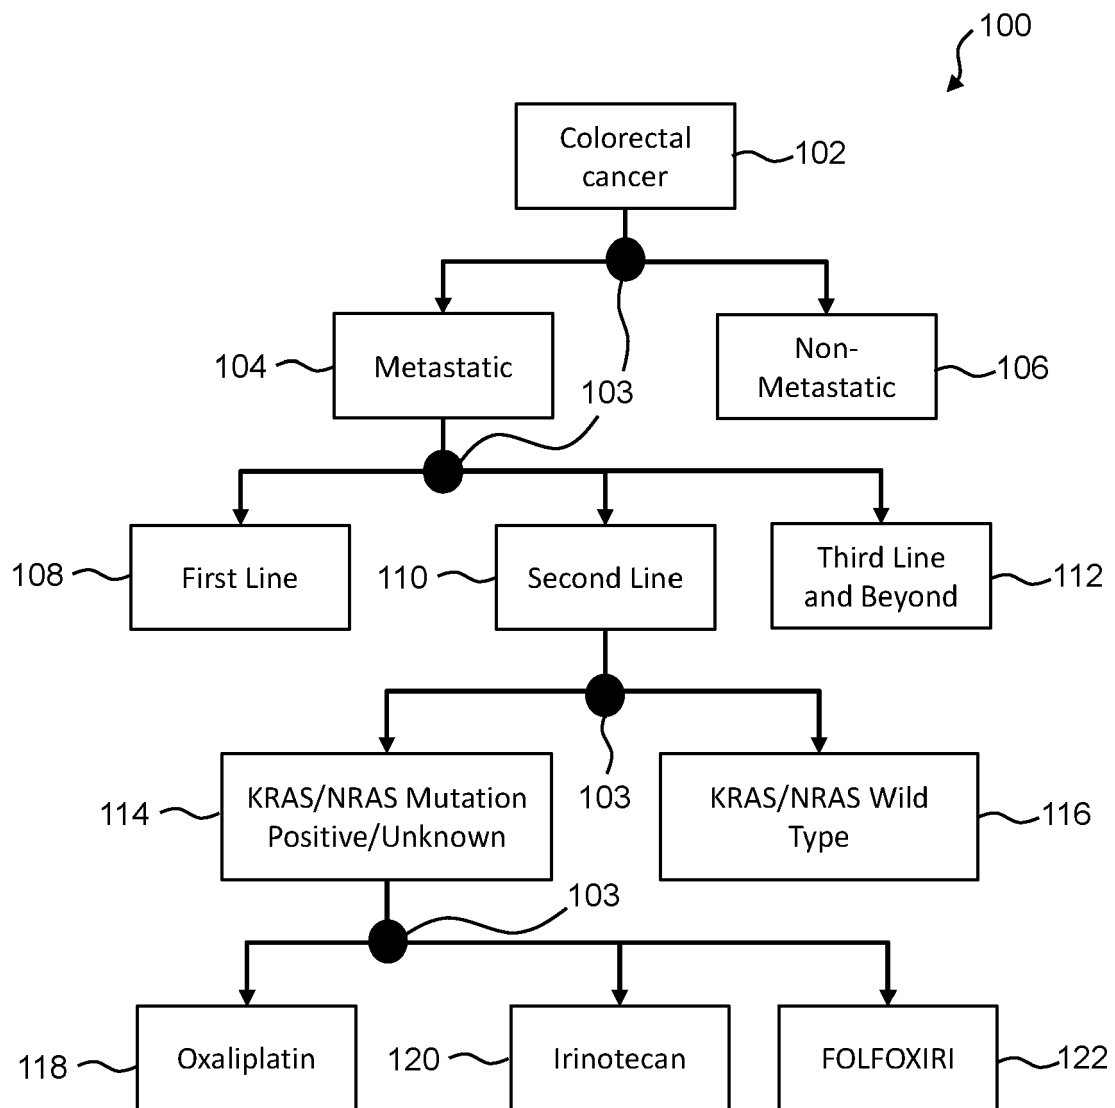 100
Colorectal
cancer
102
104
Metastatic
103
Non-
Metastatic
106
108
First Line
110
Second Line
Third Line
and Beyond
112
114
KRAS/NRAS Mutation
Positive/Unknown
103
KRAS/NRAS Wild
Type
116
103
118
Oxaliplatin
120
Irinotecan
FOLFOXIRI
122